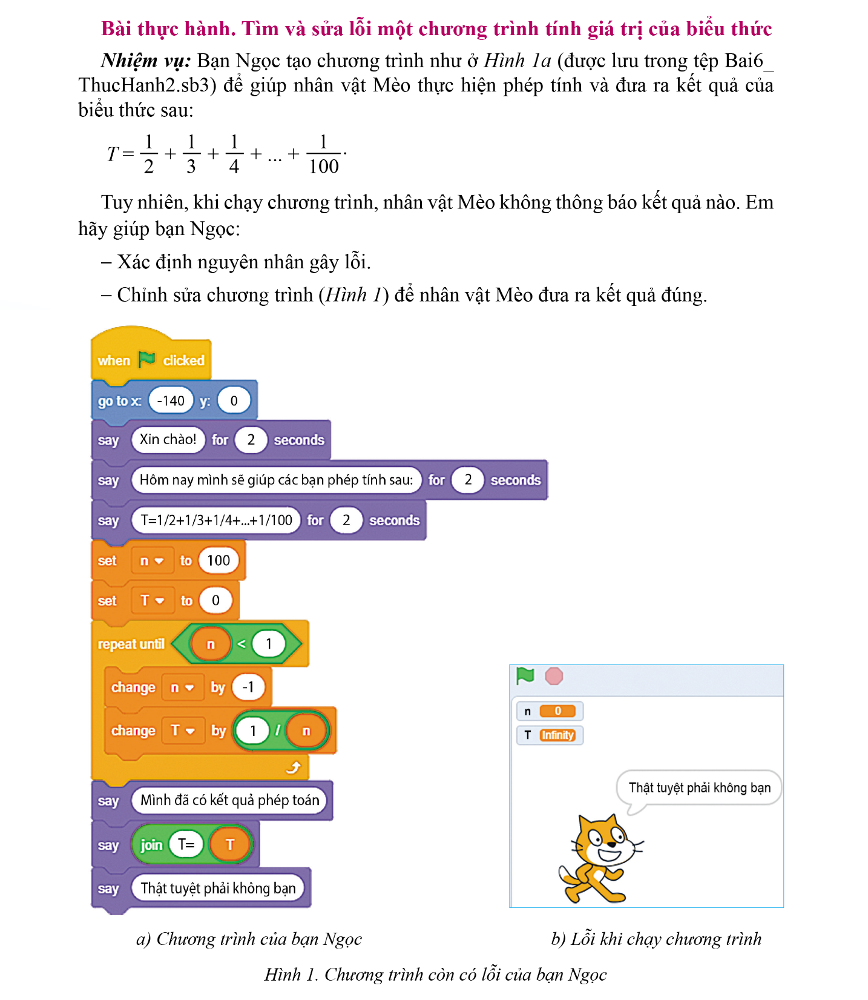 Bài thực hành. Tìm và sửa lỗi một chương trình tính giá trị của biểu thức
Nhiệm vụ: Bạn Ngọc tạo chương trình như ở Hình 1a (được lưu trong tệp Bai6_
ThucHanh2.sb3) để giúp nhân vật Mèo thực hiện phép tính và đưa ra kết quả của
biểu thức sau:
T = 1/2 + 1/3 + 1/4 + ... + 1/100.
Tuy nhiên, khi chạy chương trình, nhân vật Mèo không thông báo kết quả nào. Em
hãy giúp bạn Ngọc:
– Xác định nguyên nhân gây lỗi.
– Chỉnh sửa chương trình (Hình 1) để nhân vật Mèo đưa ra kết quả đúng.
when clicked
go to x: -140 y: 0
say Xin chào! for 2 seconds
say Hôm nay mình sẽ giúp các bạn phép tính sau: for 2 seconds
say T=1/2+1/3+1/4+...+1/100 for 2 seconds
set n to 100
set T to 0
repeat until n < 1
change n by -1
change T by 1 / n
say Mình đã có kết quả phép toán
say join T= T
say Thật tuyệt phải không bạn
n 0
T Infinity
Thật tuyệt phải không bạn
a) Chương trình của bạn Ngọc
b) Lỗi khi chạy chương trình
Hình 1. Chương trình còn có lỗi của bạn Ngọc